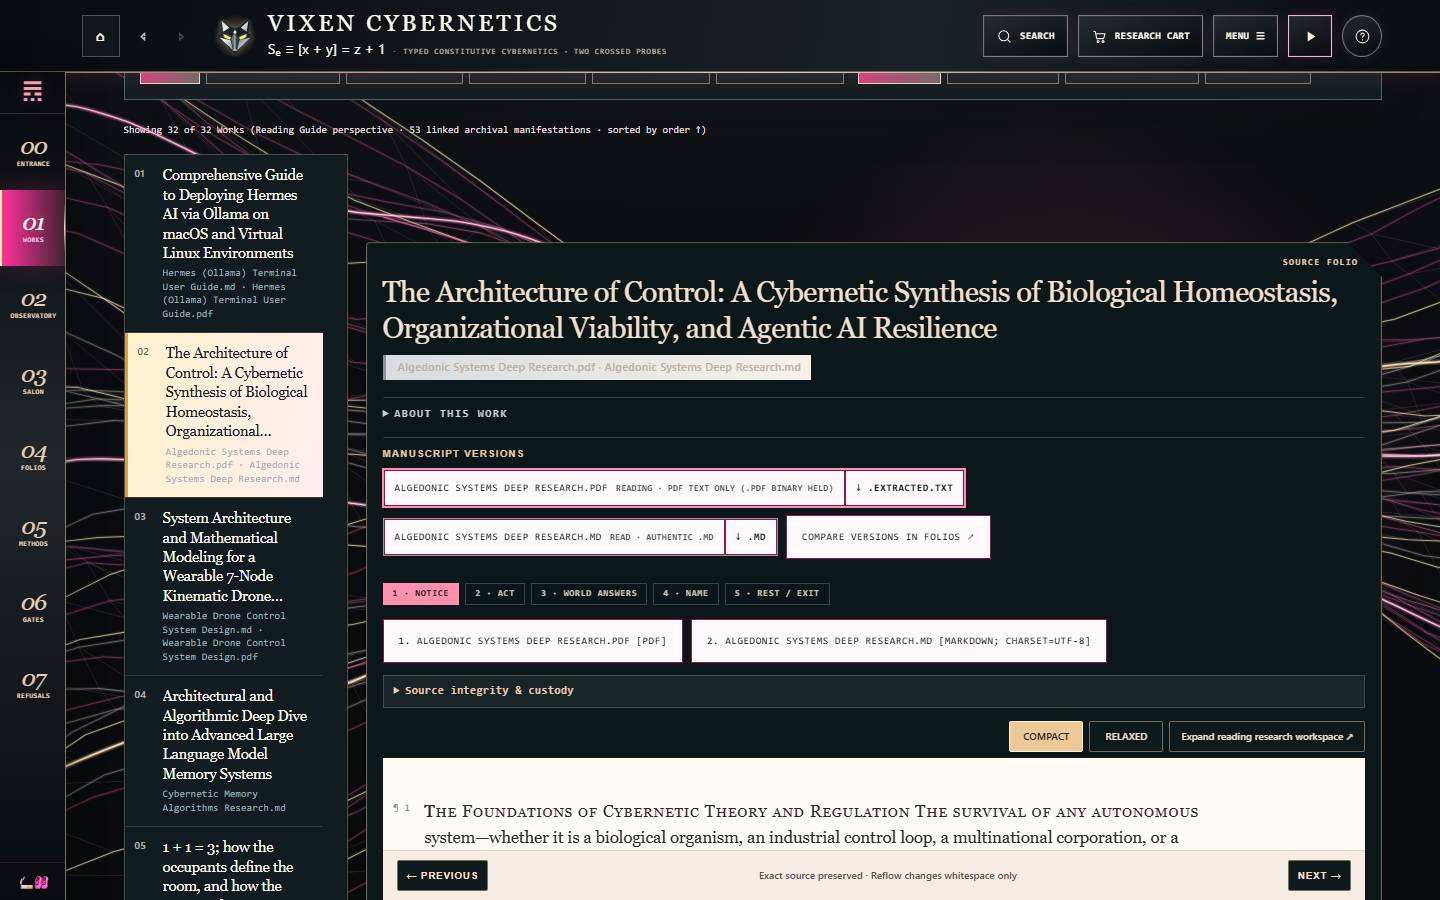 VIXEN CYBERNETICS
Sₑ ≡ [x + y] = z + 1 · TYPED CONSTITUTIVE CYBERNETICS · TWO CROSSED PROBES
SEARCH
RESEARCH CART
MENU ☰
00
ENTRANCE
01
WORKS
02
OBSERVATORY
03
SALON
04
FOLIOS
05
METHODS
06
GATES
07
REFUSALS
Showing 32 of 32 Works (Reading Guide perspective · 53 linked archival manifestations · sorted by order ↑)
01
Comprehensive Guide
to Deploying Hermes
AI via Ollama on
macOS and Virtual
Linux Environments
Hermes (Ollama) Terminal
User Guide.md · Hermes
(Ollama) Terminal User
Guide.pdf
02
The Architecture of
Control: A Cybernetic
Synthesis of Biological
Homeostasis,
Organizational...
Algedonic Systems Deep
Research.pdf · Algedonic
Systems Deep Research.md
03
System Architecture
and Mathematical
Modeling for a
Wearable 7-Node
Kinematic Drone...
Wearable Drone Control
System Design.md ·
Wearable Drone Control
System Design.pdf
04
Architectural and
Algorithmic Deep Dive
into Advanced Large
Language Model
Memory Systems
Cybernetic Memory
Algorithms Research.md
05
1 + 1 = 3; how the
occupants define the
room, and how the
SOURCE FOLIO
The Architecture of Control: A Cybernetic Synthesis of Biological Homeostasis,
Organizational Viability, and Agentic AI Resilience
Algedonic Systems Deep Research.pdf · Algedonic Systems Deep Research.md
▶ ABOUT THIS WORK
MANUSCRIPT VERSIONS
ALGEDONIC SYSTEMS DEEP RESEARCH.PDF READING · PDF TEXT ONLY (.PDF BINARY HELD) ↓ .EXTRACTED.TXT
ALGEDONIC SYSTEMS DEEP RESEARCH.MD READ · AUTHENTIC .MD ↓ .MD COMPARE VERSIONS IN FOLIOS ↗
1 · NOTICE 2 · ACT 3 · WORLD ANSWERS 4 · NAME 5 · REST / EXIT
1. ALGEDONIC SYSTEMS DEEP RESEARCH.PDF [PDF] 2. ALGEDONIC SYSTEMS DEEP RESEARCH.MD [MARKDOWN; CHARSET=UTF-8]
▶ Source integrity & custody
COMPACT RELAXED Expand reading research workspace ↗
¶ 1 The Foundations of Cybernetic Theory and Regulation The survival of any autonomous
system—whether it is a biological organism, an industrial control loop, a multinational corporation, or a
← PREVIOUS Exact source preserved · Reflow changes whitespace only NEXT →